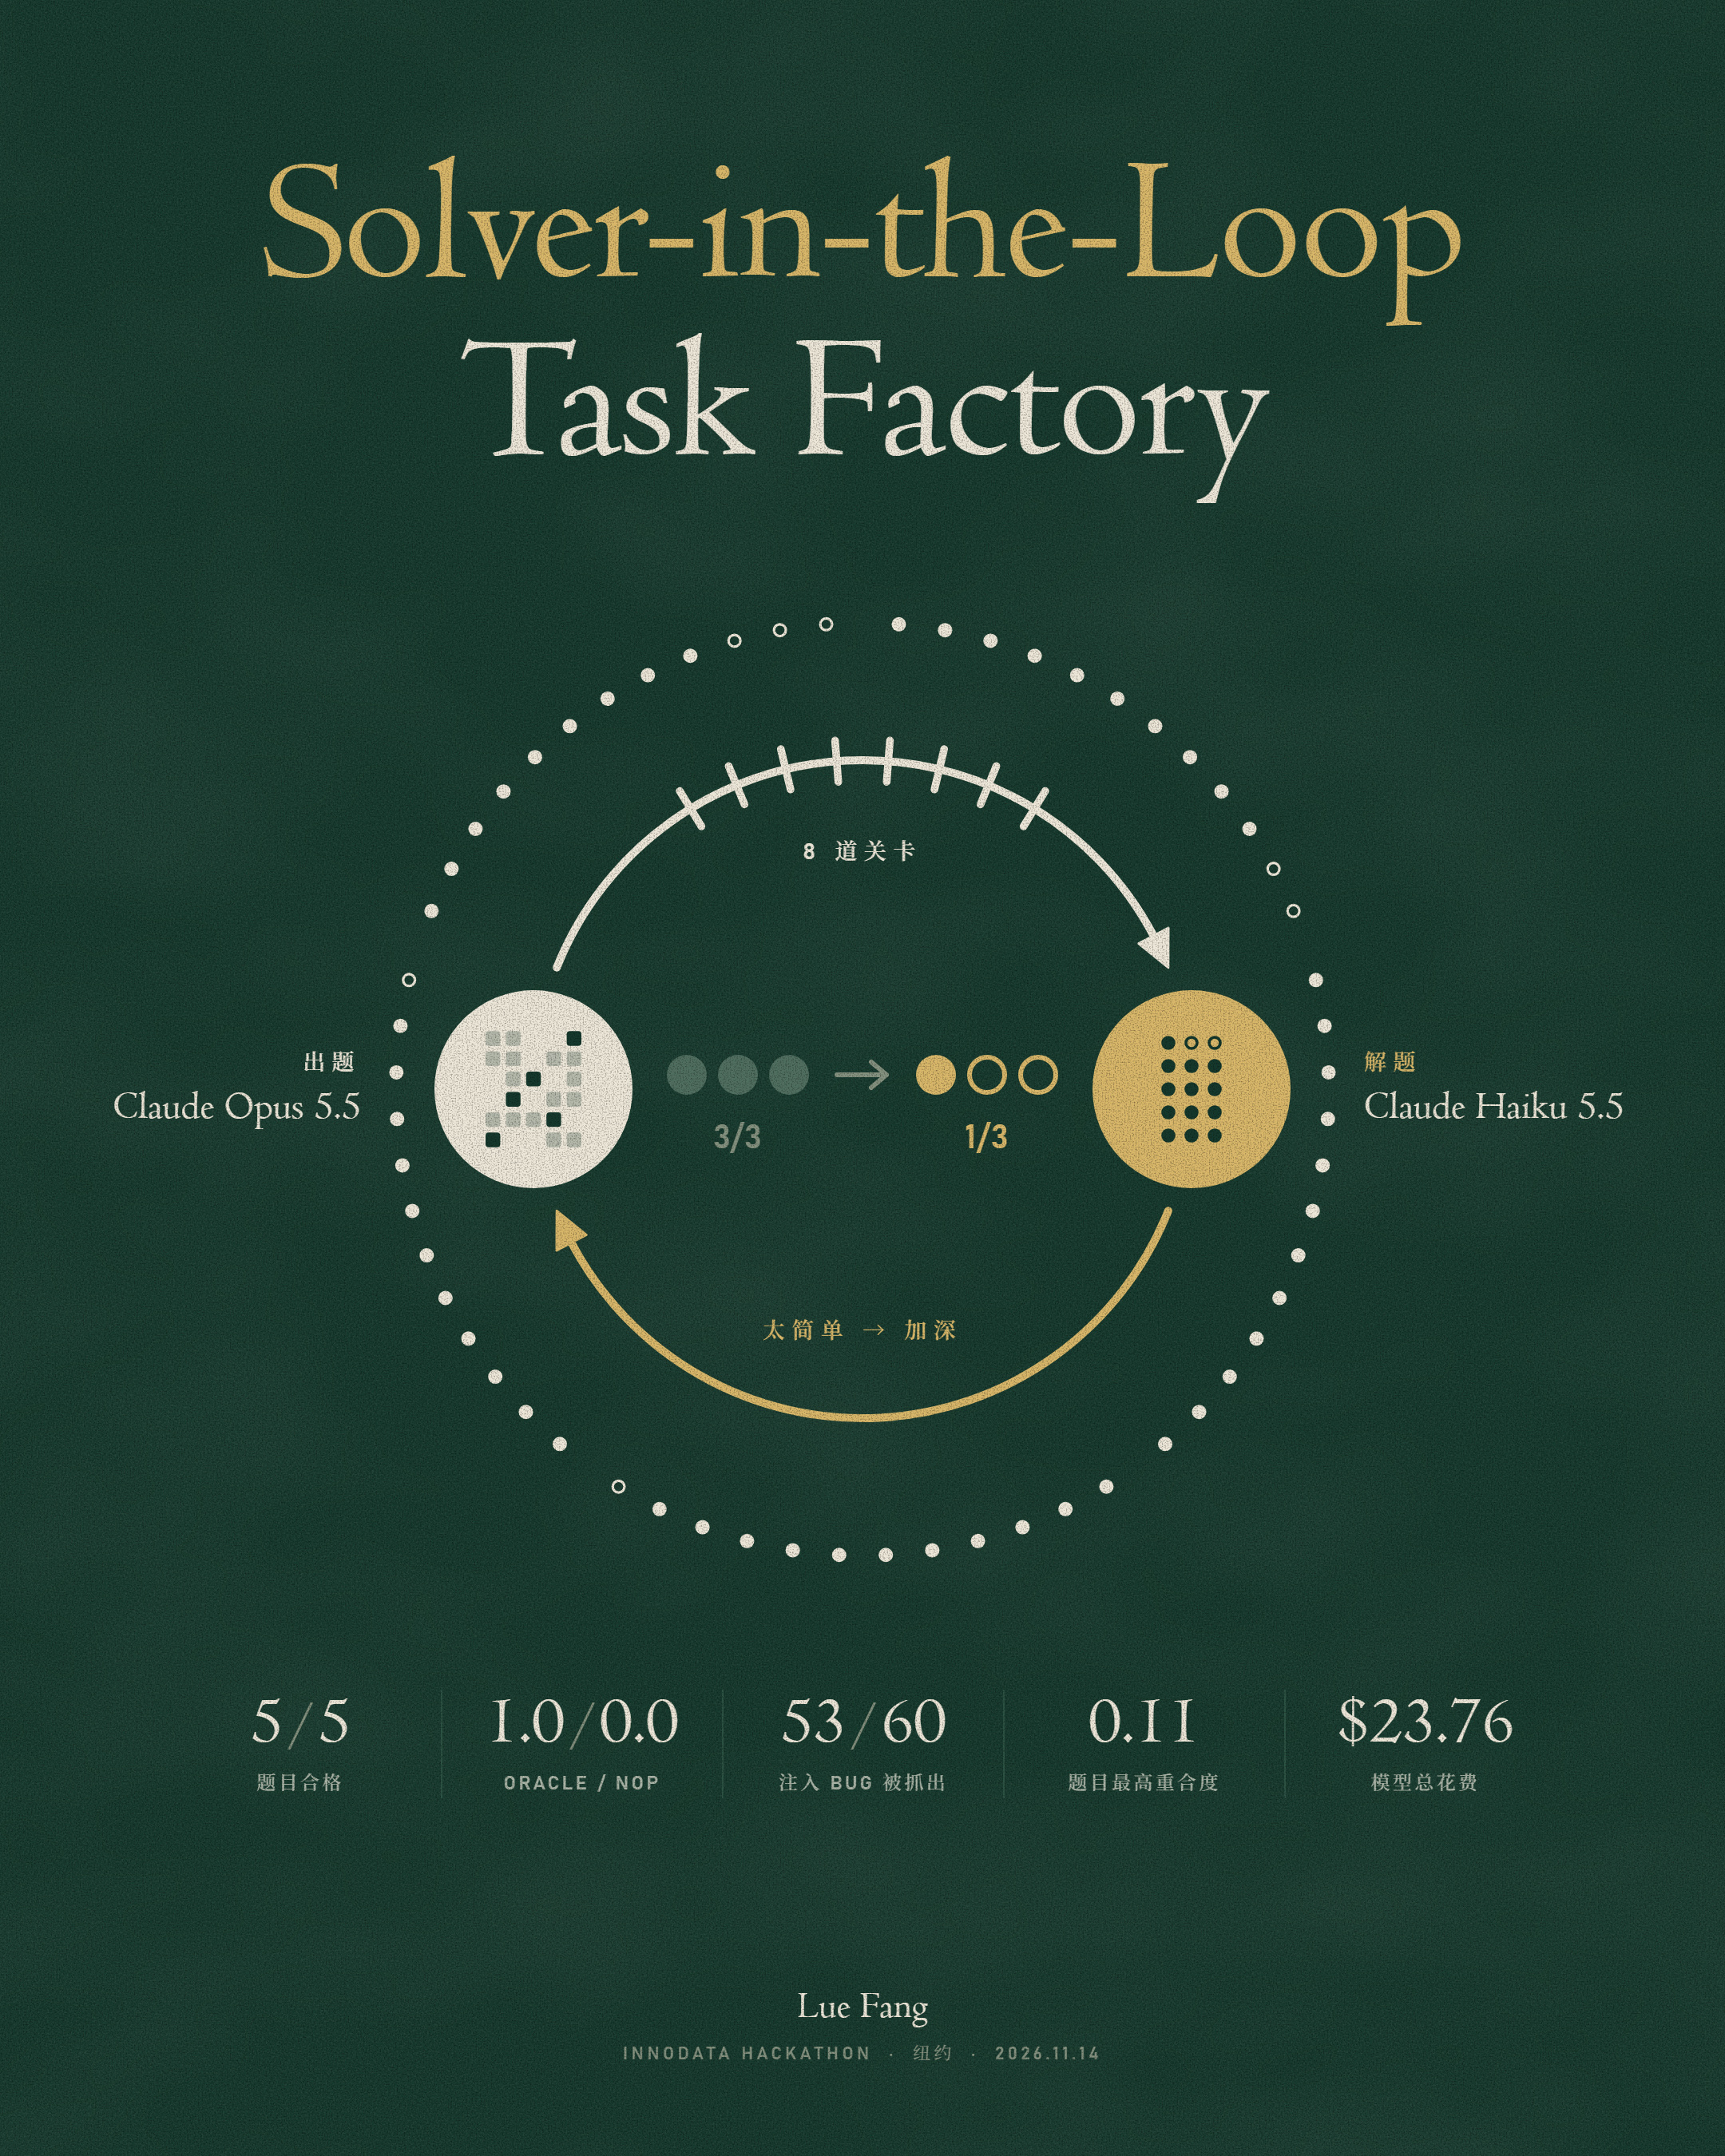 Solver-in-the-Loop
Task Factory
8 道关卡
出题
Claude Opus 5.5
3/3
→
1/3
解题
Claude Haiku 5.5
太简单 → 加深
5/5
题目合格
1.0/0.0
ORACLE / NOP
53/60
注入 BUG 被抓出
0.11
题目最高重合度
$23.76
模型总花费
Lue Fang
INNODATA HACKATHON · 纽约 · 2026.11.14